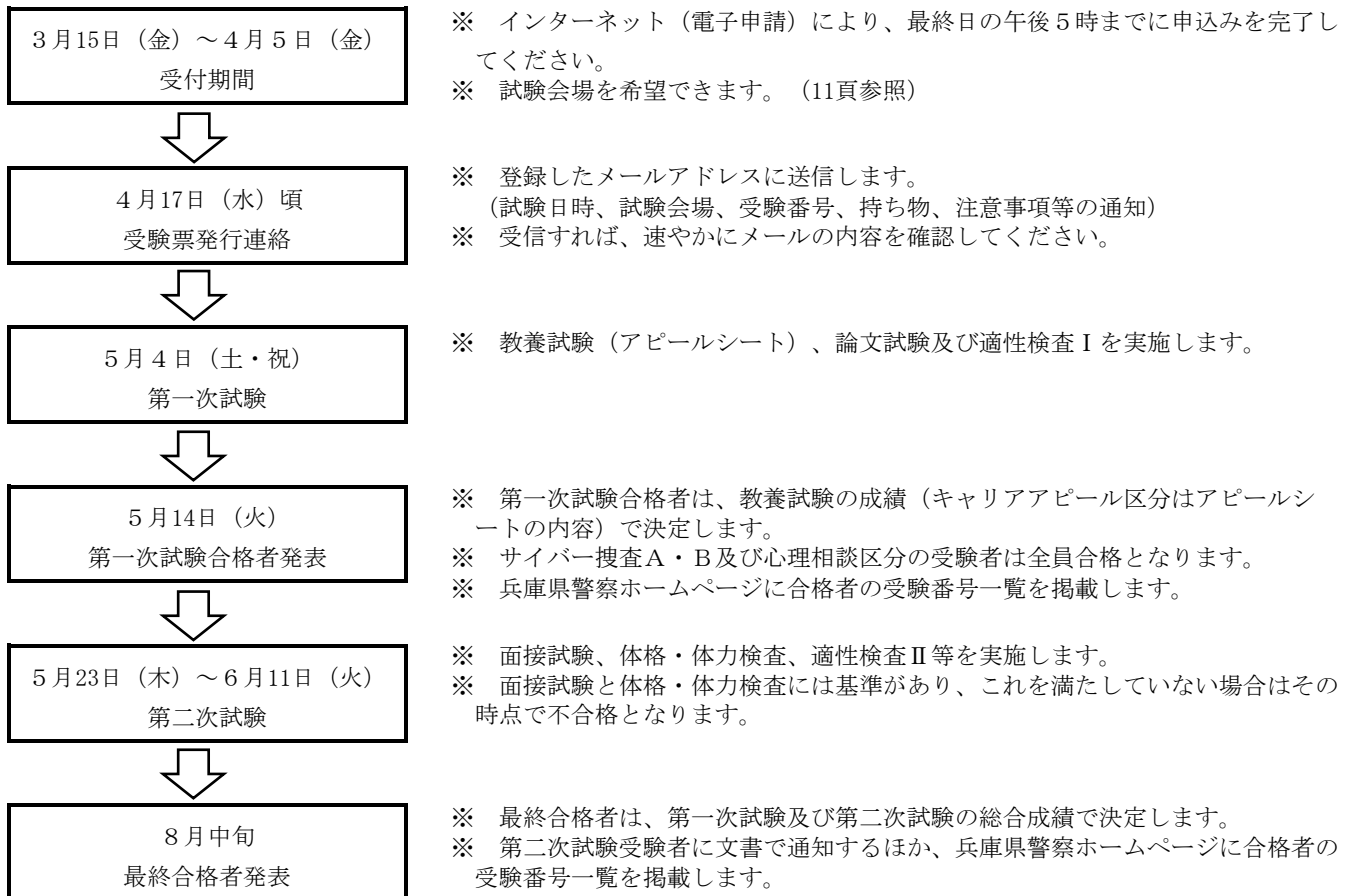 ３月15日（金）～４月５日（金）
受付期間
※　インターネット（電子申請）により、最終日の午後５時までに申込みを完了し
てください。
※　試験会場を希望できます。（11頁参照）
４月17日（水）頃
受験票発行連絡
※　登録したメールアドレスに送信します。
（試験日時、試験会場、受験番号、持ち物、注意事項等の通知）
※　受信すれば、速やかにメールの内容を確認してください。
５月４日（土・祝）
第一次試験
※　教養試験（アピールシート）、論文試験及び適性検査Ⅰを実施します。
５月14日（火）
第一次試験合格者発表
※　第一次試験合格者は、教養試験の成績（キャリアアピール区分はアピールシ
ートの内容）で決定します。
※　サイバー捜査Ａ・Ｂ及び心理相談区分の受験者は全員合格となります。
※　兵庫県警察ホームページに合格者の受験番号一覧を掲載します。
５月23日（木）～６月11日（火）
第二次試験
※　面接試験、体格・体力検査、適性検査Ⅱ等を実施します。
※　面接試験と体格・体力検査には基準があり、これを満たしていない場合はその
時点で不合格となります。
８月中旬
最終合格者発表
※　最終合格者は、第一次試験及び第二次試験の総合成績で決定します。
※　第二次試験受験者に文書で通知するほか、兵庫県警察ホームページに合格者の
受験番号一覧を掲載します。